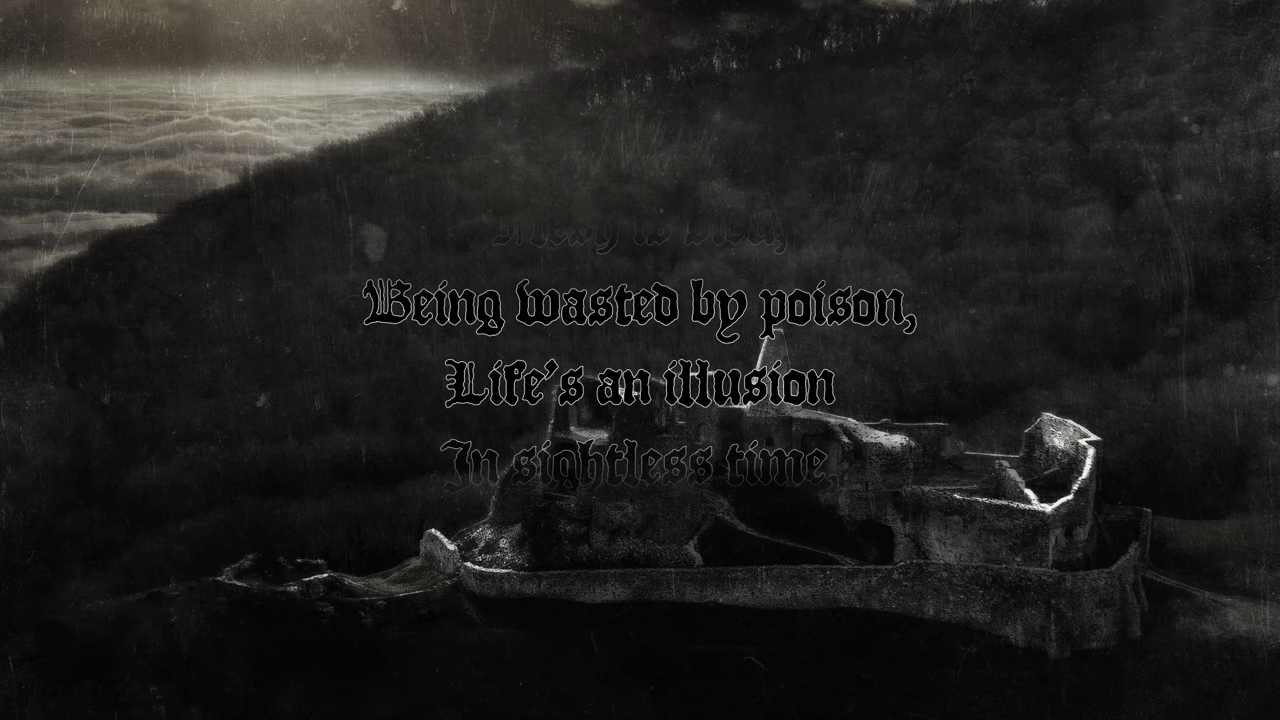 Being wasted by poison,
Life's an illusion
In sightless time,